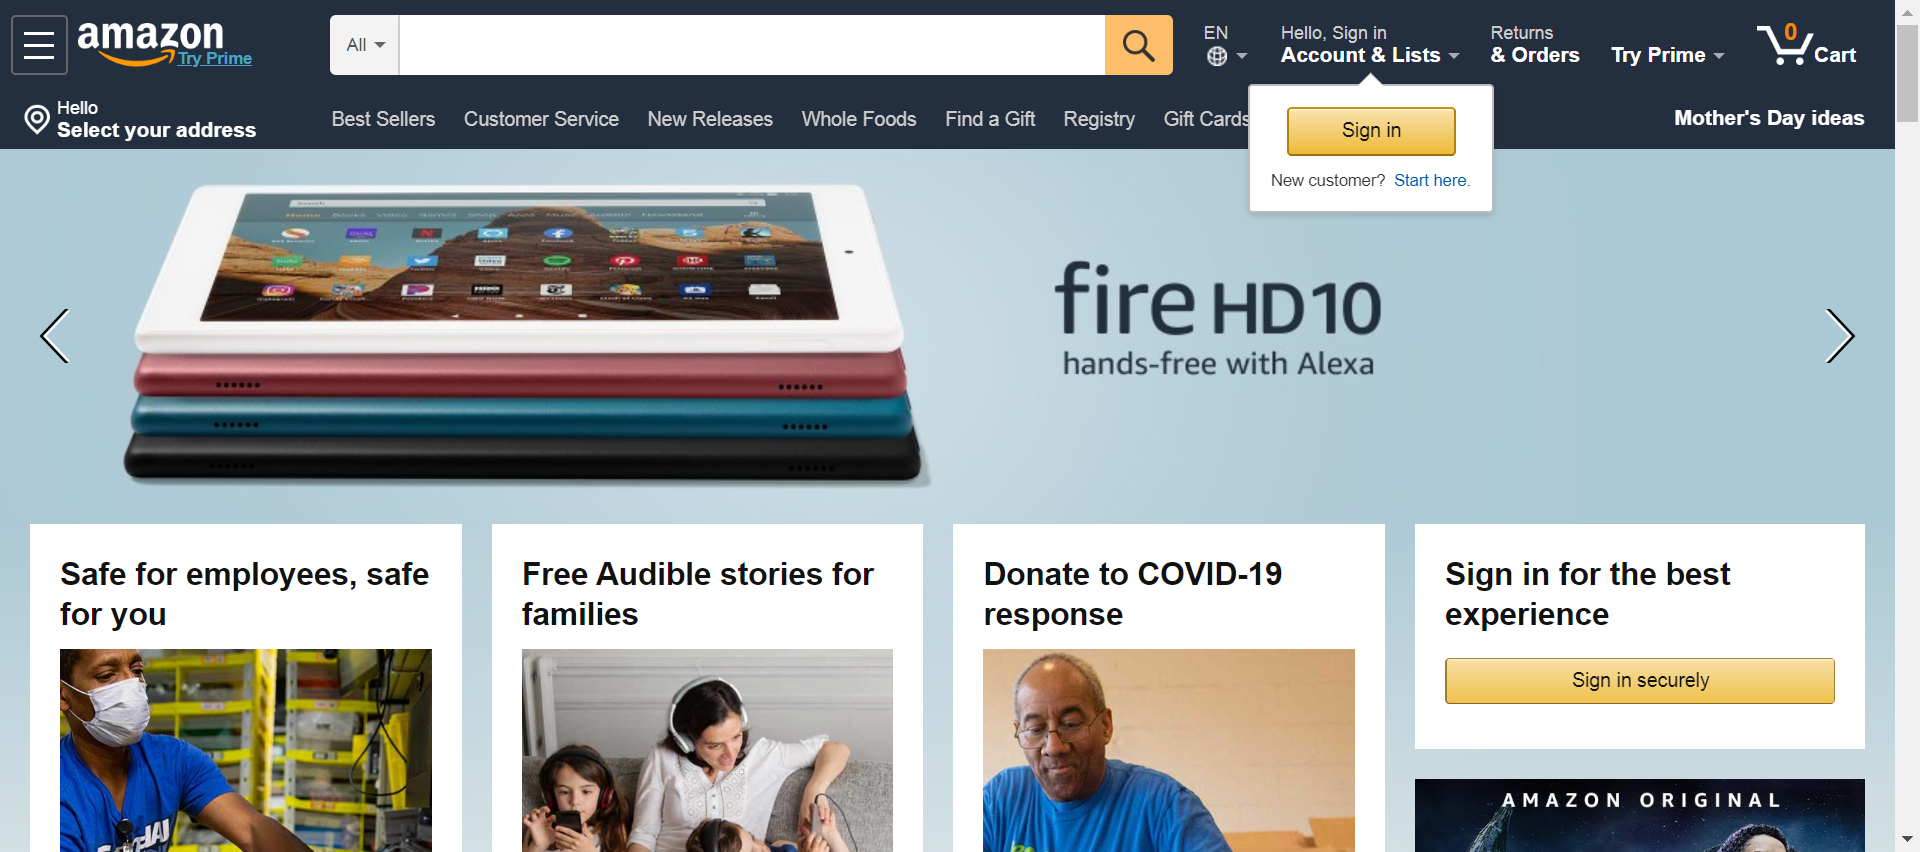 amazon
Try Prime
All
EN
Hello, Sign in
Account & Lists
Returns
& Orders
Try Prime
0
Cart
Hello
Select your address
Best Sellers
Customer Service
New Releases
Whole Foods
Find a Gift
Registry
Gift Cards
Mother's Day ideas
Sign in
New customer? Start here.
fire HD10
hands-free with Alexa
Safe for employees, safe
for you
Free Audible stories for
families
Donate to COVID-19
response
Sign in for the best
experience
Sign in securely
AMAZON ORIGINAL